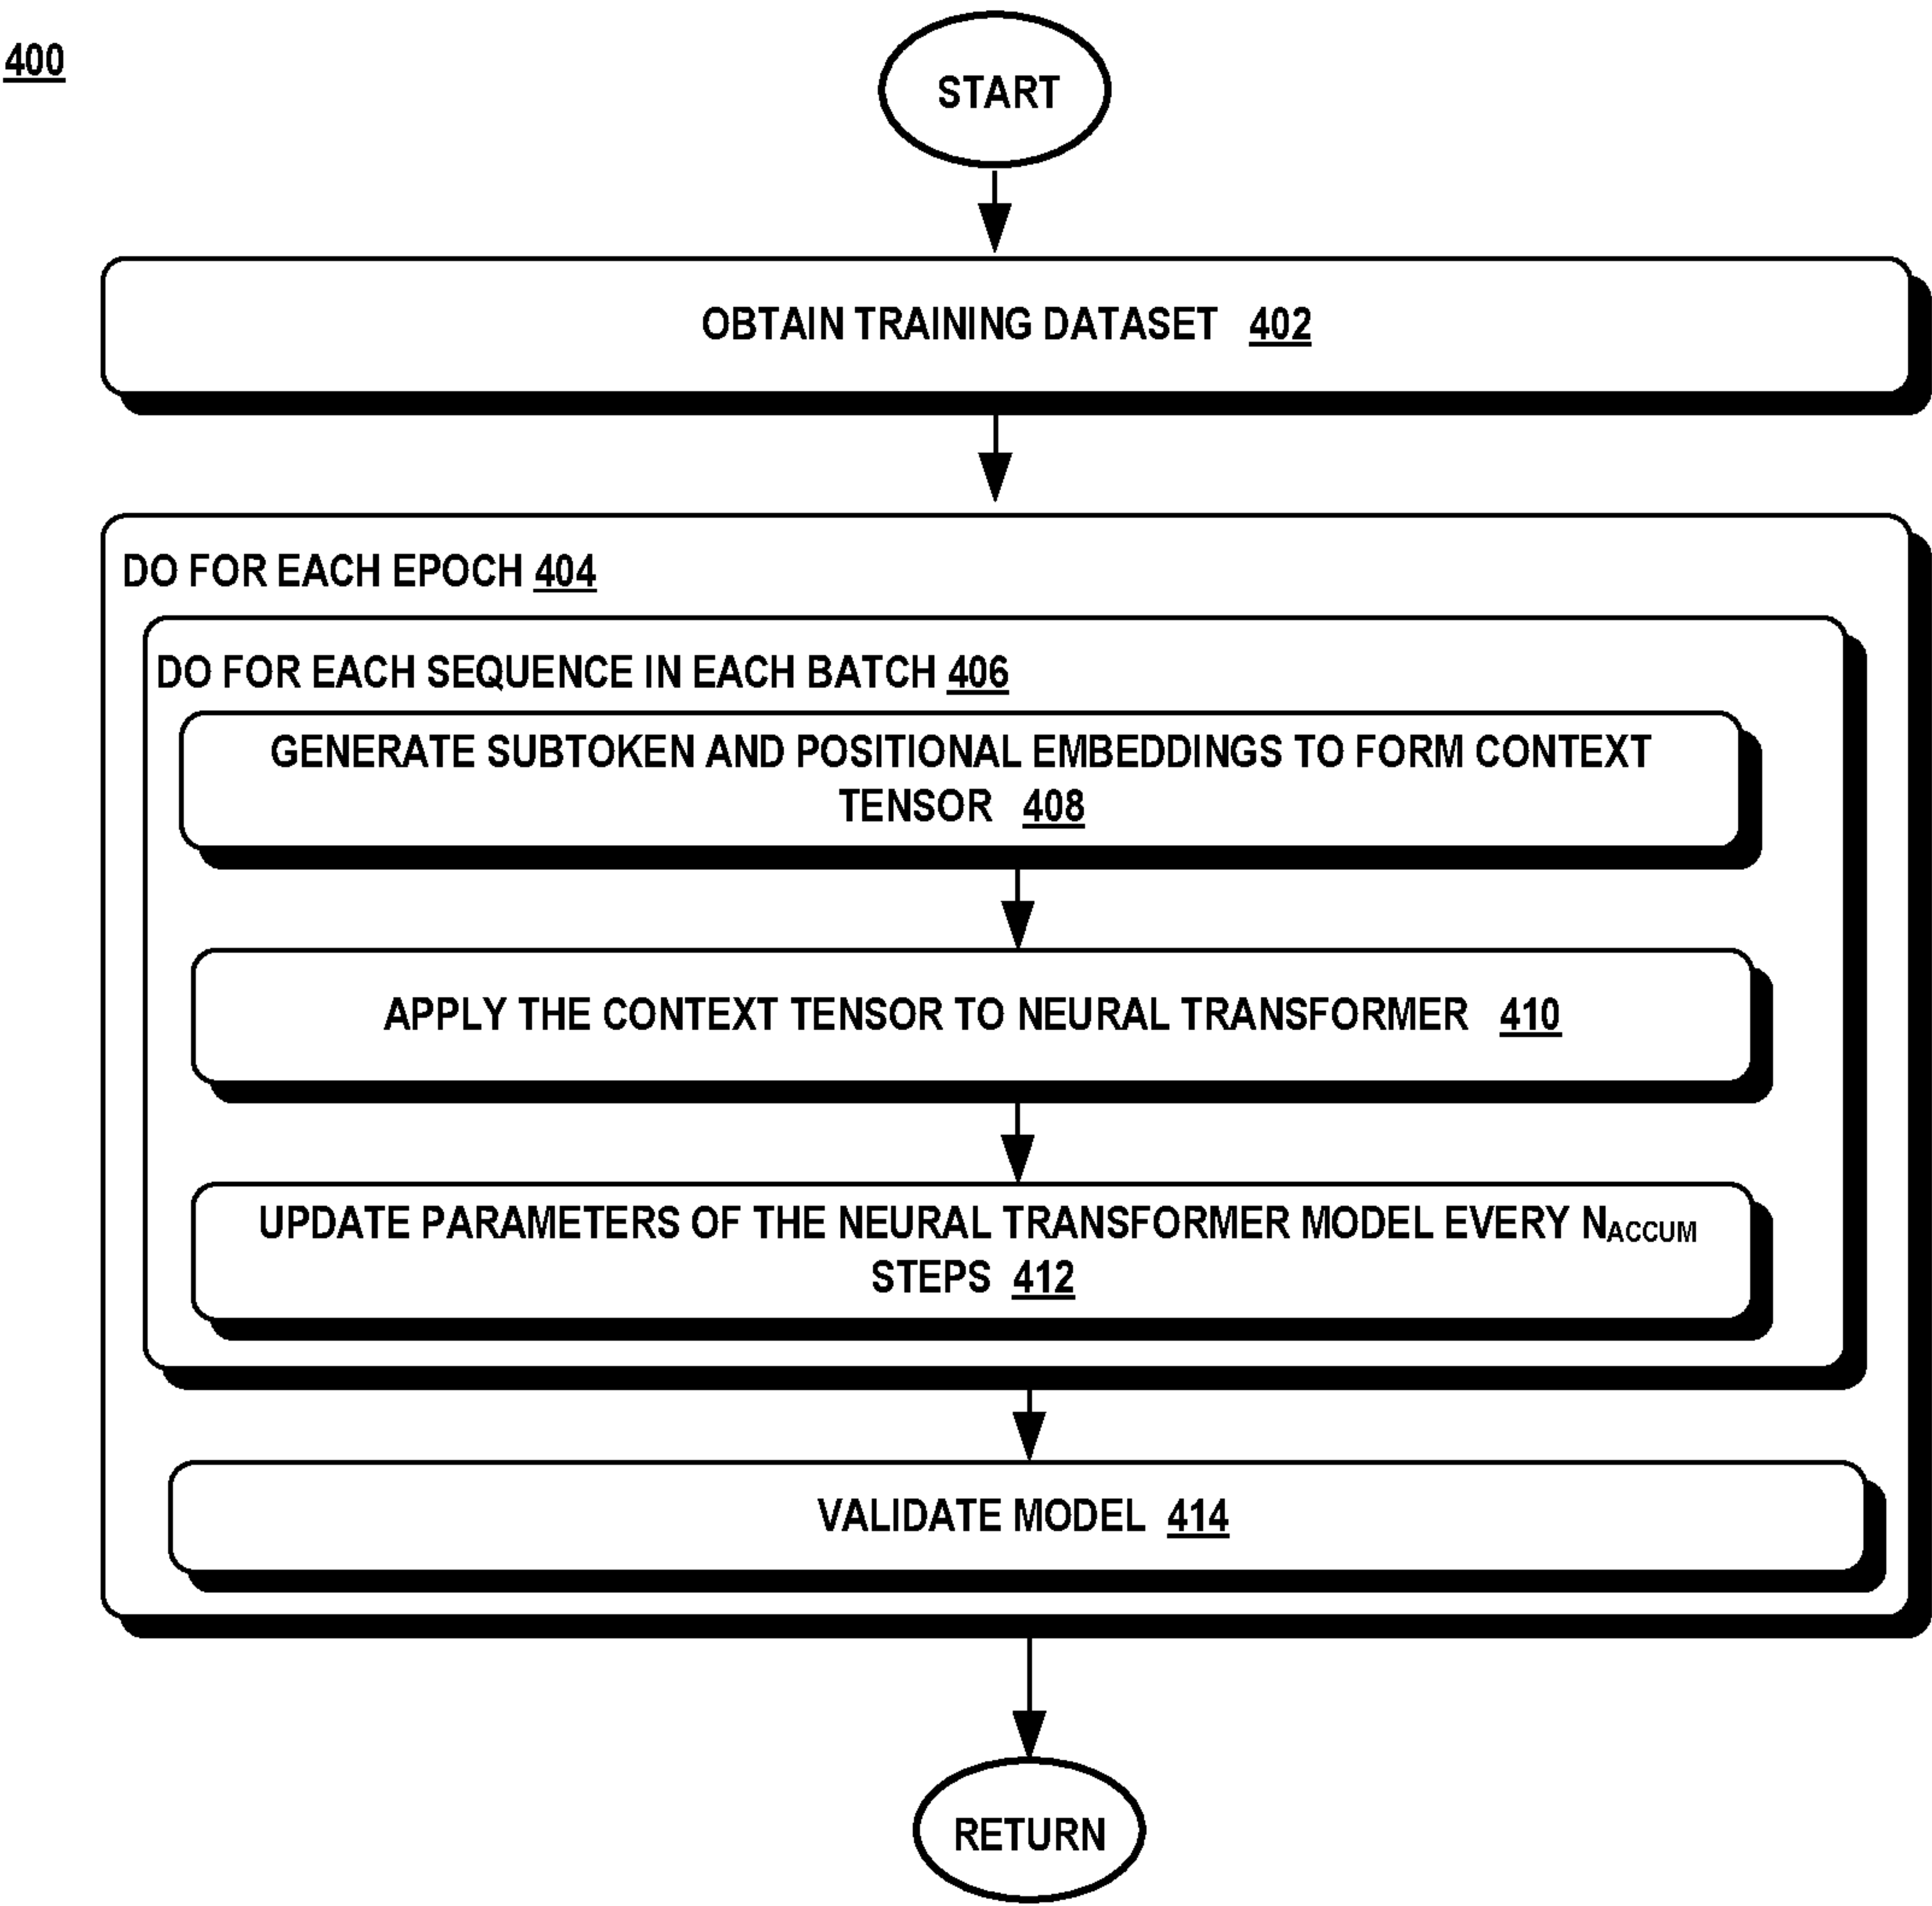 400
START
OBTAIN TRAINING DATASET 402
DO FOR EACH EPOCH 404
DO FOR EACH SEQUENCE IN EACH BATCH 406
GENERATE SUBTOKEN AND POSITIONAL EMBEDDINGS TO FORM CONTEXT
TENSOR 408
APPLY THE CONTEXT TENSOR TO NEURAL TRANSFORMER 410
UPDATE PARAMETERS OF THE NEURAL TRANSFORMER MODEL EVERY NACCUM
STEPS 412
VALIDATE MODEL 414
RETURN